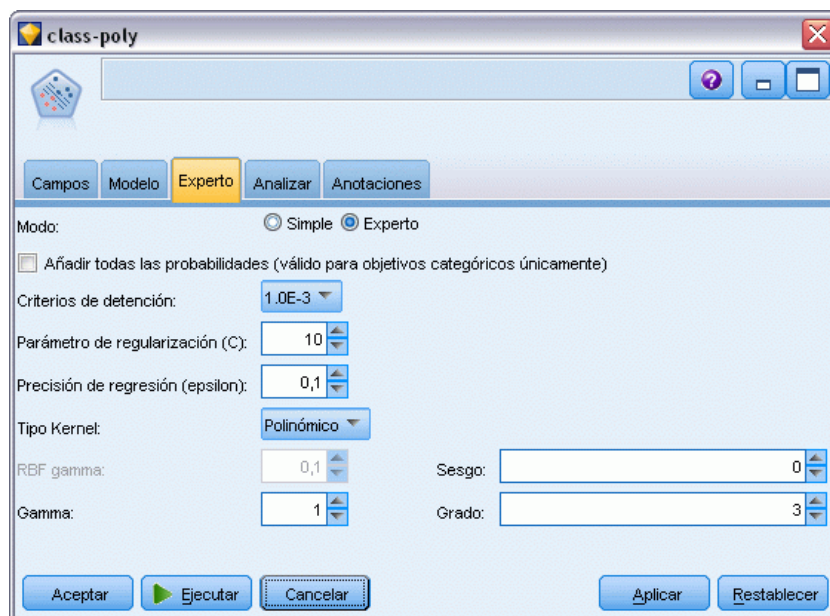 class-poly
Campos Modelo Experto Analizar Anotaciones
Modo: Simple Experto
Añadir todas las probabilidades (válido para objetivos categóricos únicamente)
Criterios de detención: 1.0E-3
Parámetro de regularización (C): 10
Precisión de regresión (epsilon): 0,1
Tipo Kernel: Polinómico
RBF gamma: 0,1 Sesgo: 0
Gamma: 1 Grado: 3
Aceptar Ejecutar Cancelar Aplicar Restablecer